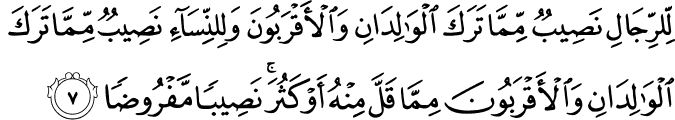 لِّلرِّجَالِ نَصِيبٌ مِّمَّا تَرَكَ ٱلْوَٰلِدَانِ وَٱلْأَقْرَبُونَ وَلِلنِّسَآءِ نَصِيبٌ مِّمَّا تَرَكَ
ٱلْوَٰلِدَانِ وَٱلْأَقْرَبُونَ مِمَّا قَلَّ مِنْهُ أَوْ كَثُرَ ۚ نَصِيبًا مَّفْرُوضًا ٧